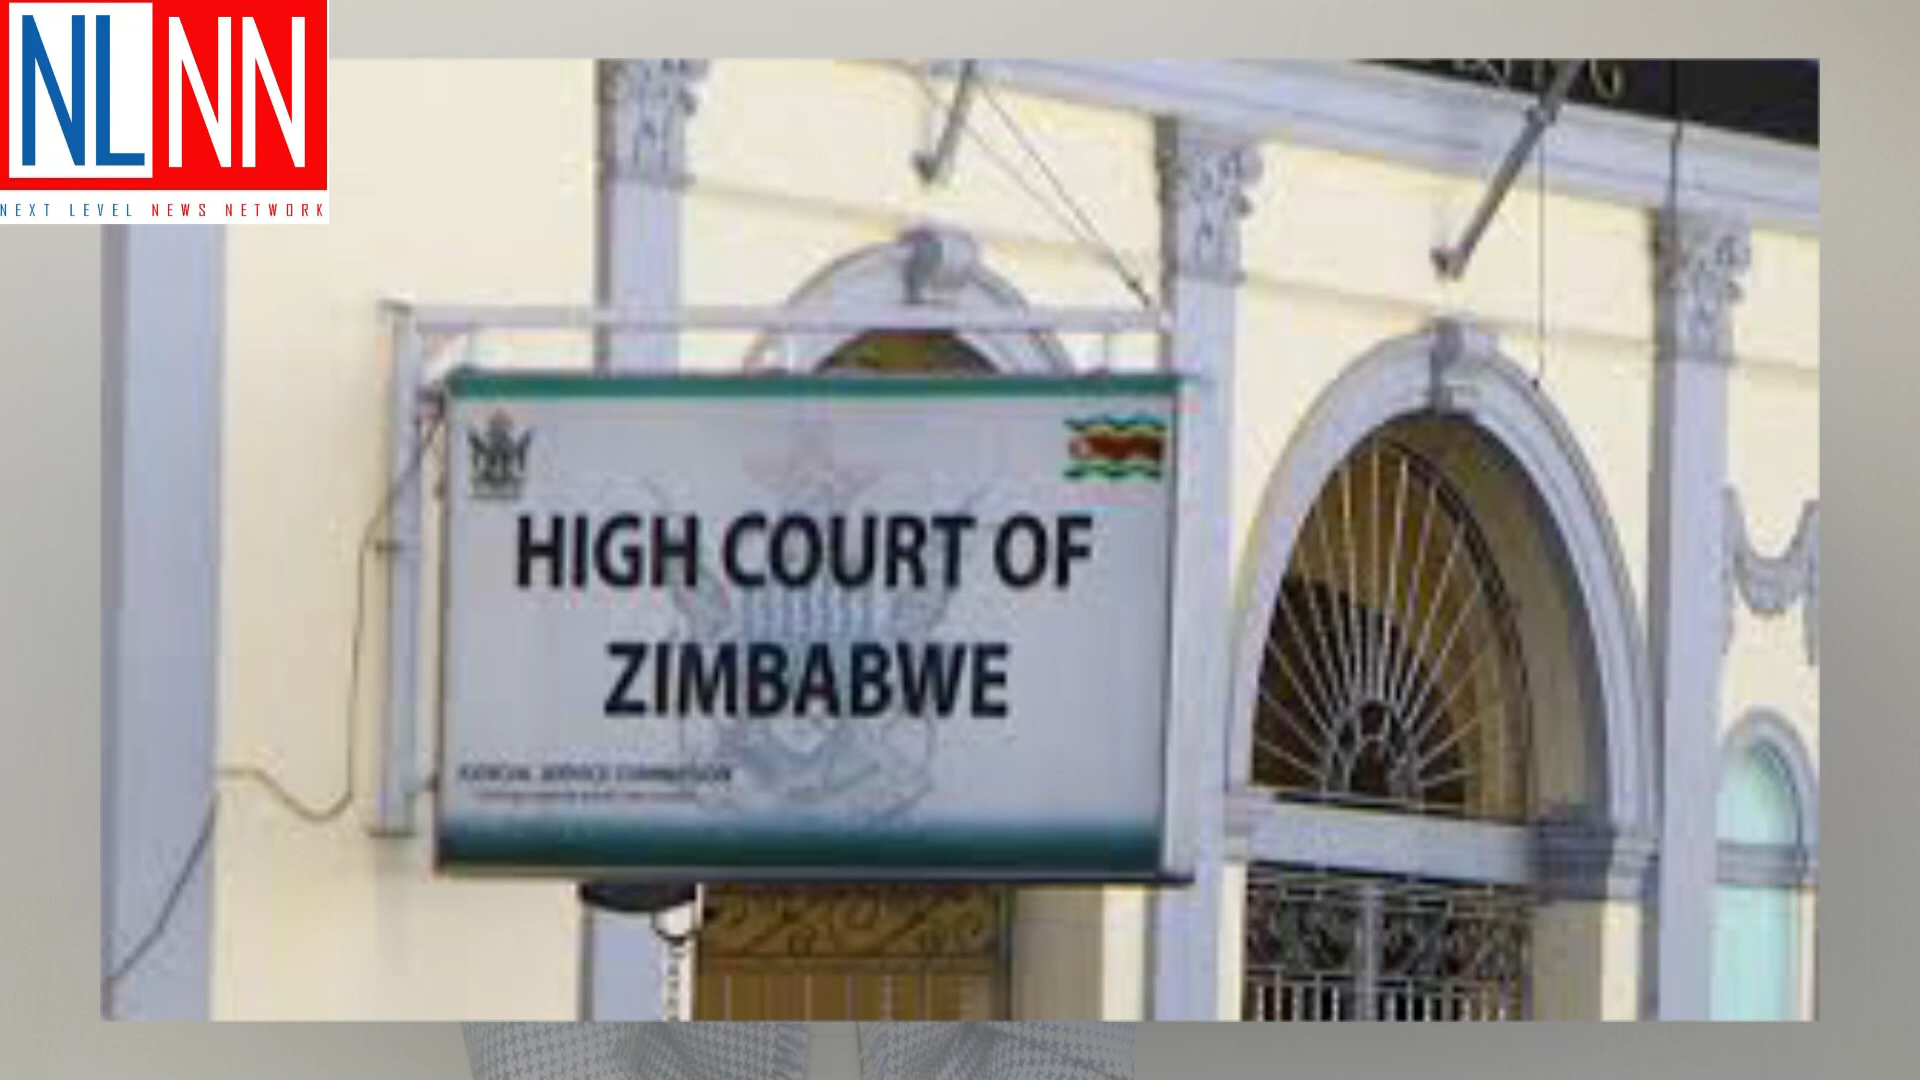 NLNN
NEXT LEVEL NEWS NETWORK
HIGH COURT OF
ZIMBABWE
JUDICIAL SERVICE COMMISSION